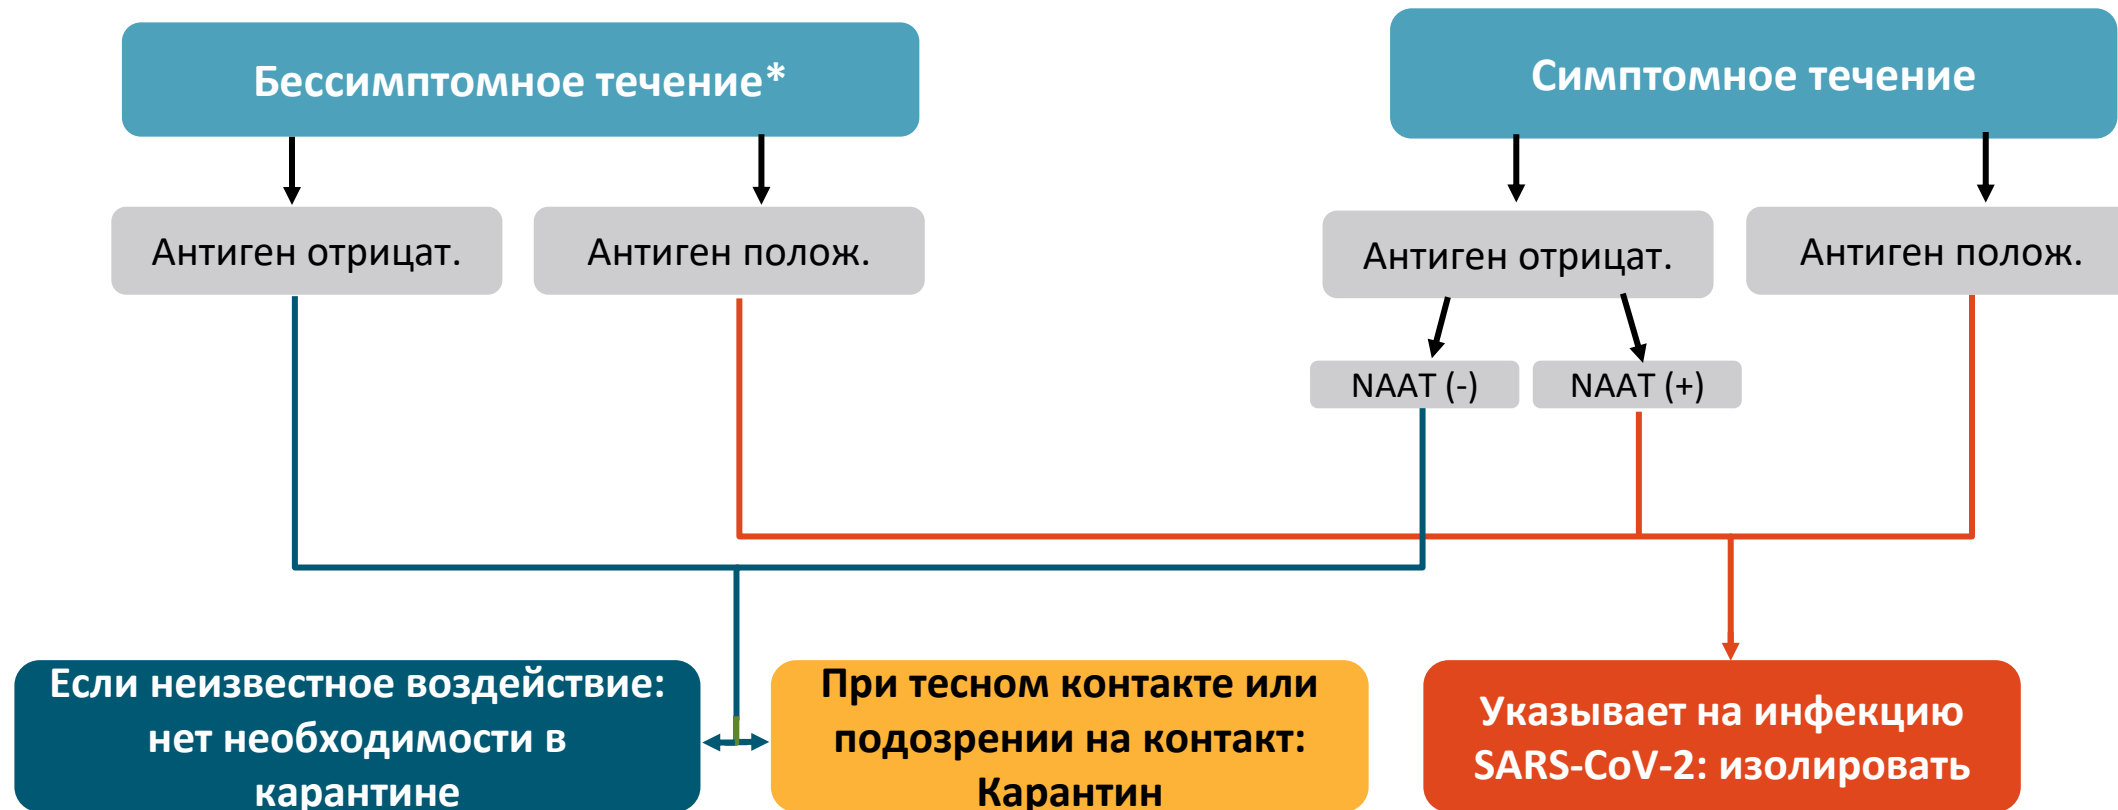 Бессимптомное течение*
Симптомное течение
Антиген отрицат.
Антиген полож.
Антиген отрицат.
Антиген полож.
NAAT (-)
NAAT (+)
Если неизвестное воздействие:
нет необходимости в
карантине
При тесном контакте или
подозрении на контакт:
Карантин
Указывает на инфекцию
SARS-CoV-2: изолировать